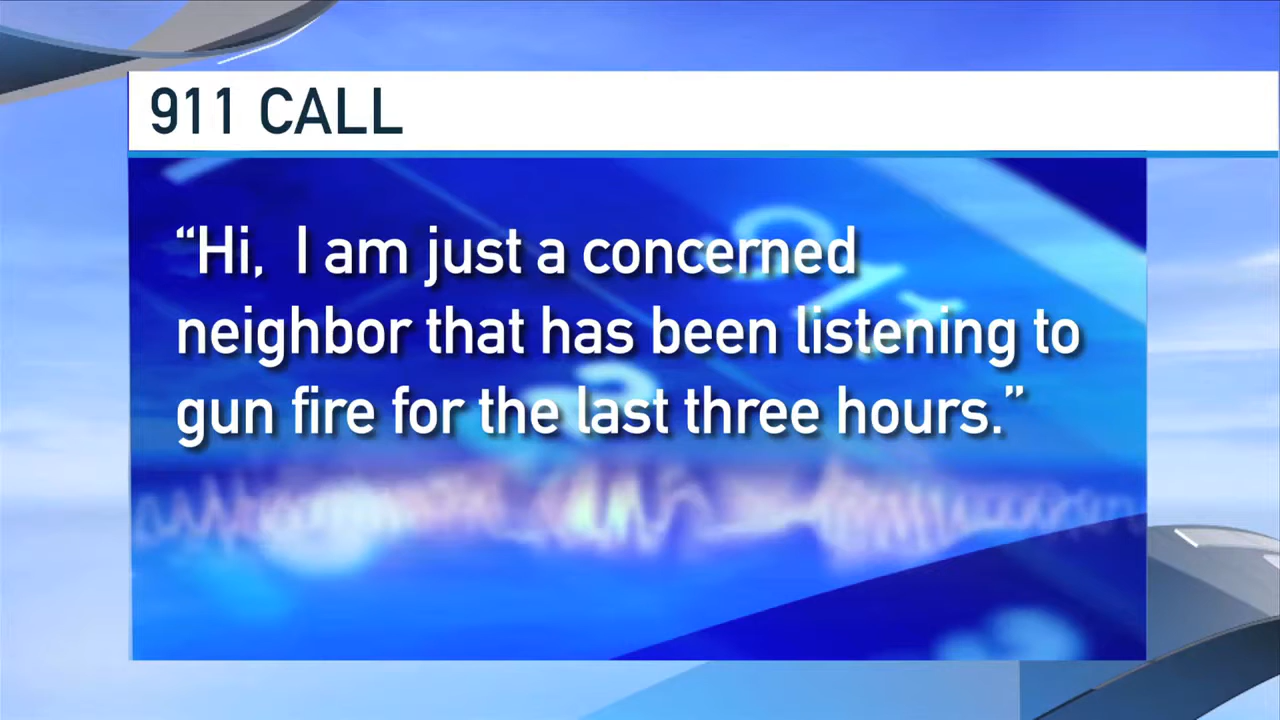 911 CALL
“Hi,  I am just a concerned
neighbor that has been listening to
gun fire for the last three hours.”